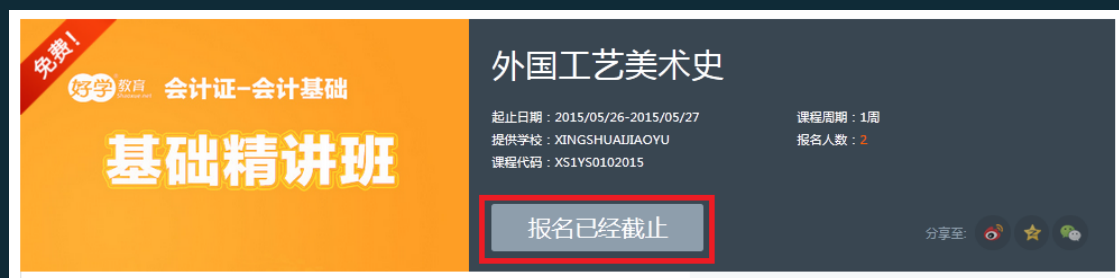 免费!
好学教育 会计证-会计基础
基础精讲班
外国工艺美术史
起止日期：2015/05/26-2015/05/27
课程周期：1周
提供学校：XINGSHUAIJIAOYU
报名人数：2
课程代码：XS1YS0102015
报名已经截止
分享至: